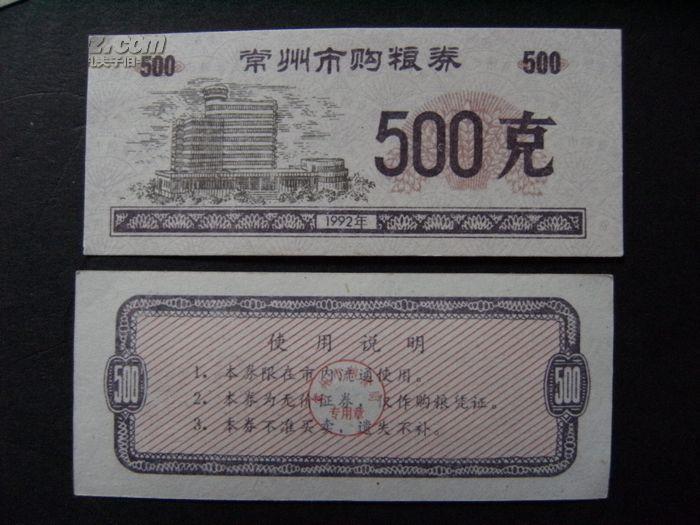 z.com
500 常州市购粮券 500
500克
1992年
使用说明
500
1. 本券限在市内流通使用。
2. 本券为无价证券，仅作购粮凭证。
3. 本券不准买卖，遗失不补。
专用章
500